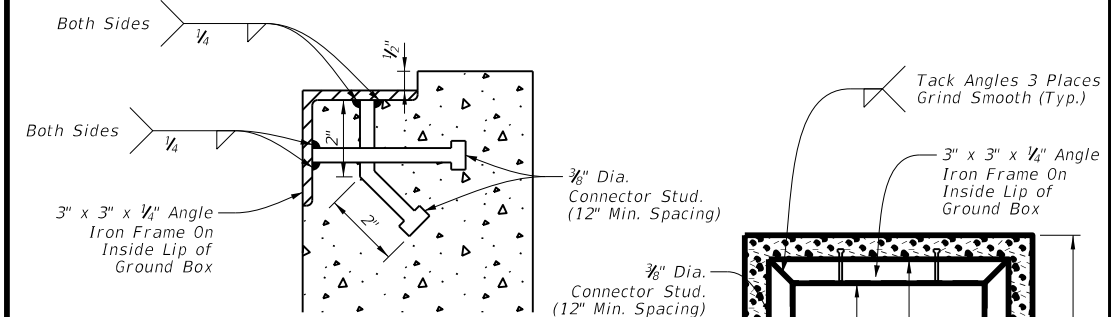 Both Sides
1/4
1/2"
Tack Angles 3 Places
Grind Smooth (Typ.)
Both Sides
1/4
2"
3" x 3" x 1/4" Angle
Iron Frame On
Inside Lip of
Ground Box
3/8" Dia.
Connector Stud.
(12" Min. Spacing)
3" x 3" x 1/4" Angle
Iron Frame On
Inside Lip of
Ground Box
2"
3/8" Dia.
Connector Stud.
(12" Min. Spacing)